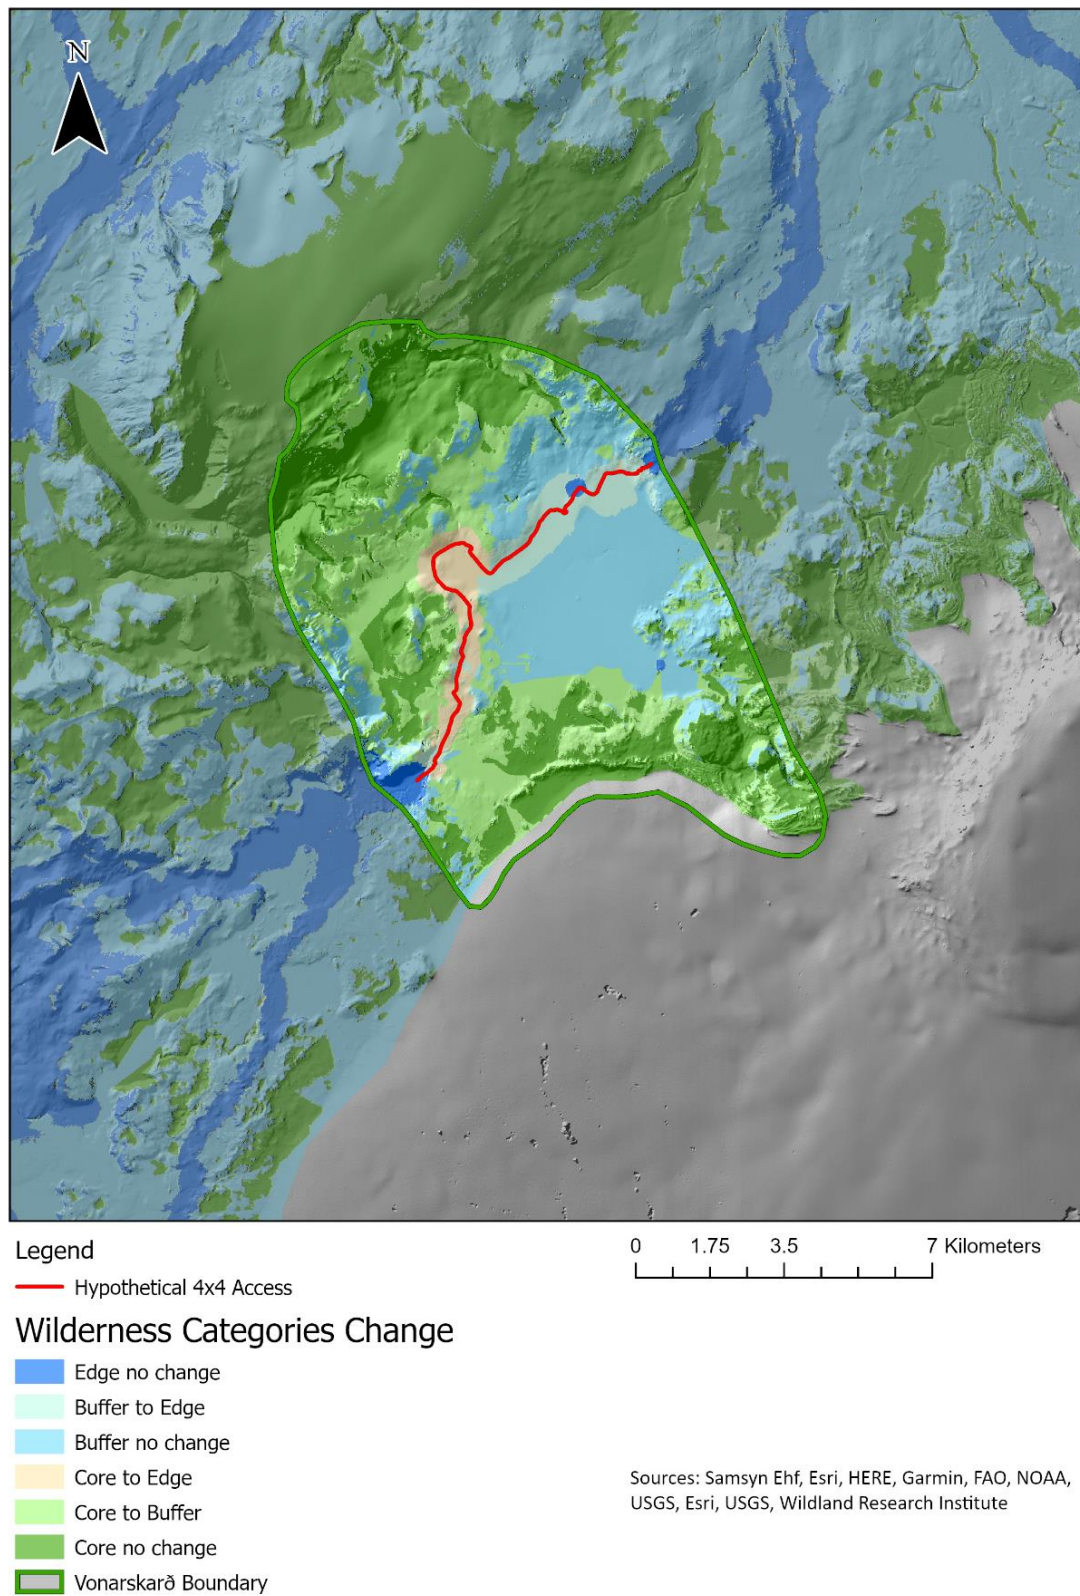 N
Legend
0 1.75 3.5 7 Kilometers
Hypothetical 4x4 Access
Wilderness Categories Change
Edge no change
Buffer to Edge
Buffer no change
Core to Edge
Sources: Samsyn Ehf, Esri, HERE, Garmin, FAO, NOAA,
USGS, Esri, USGS, Wildland Research Institute
Core to Buffer
Core no change
Vonarskarð Boundary